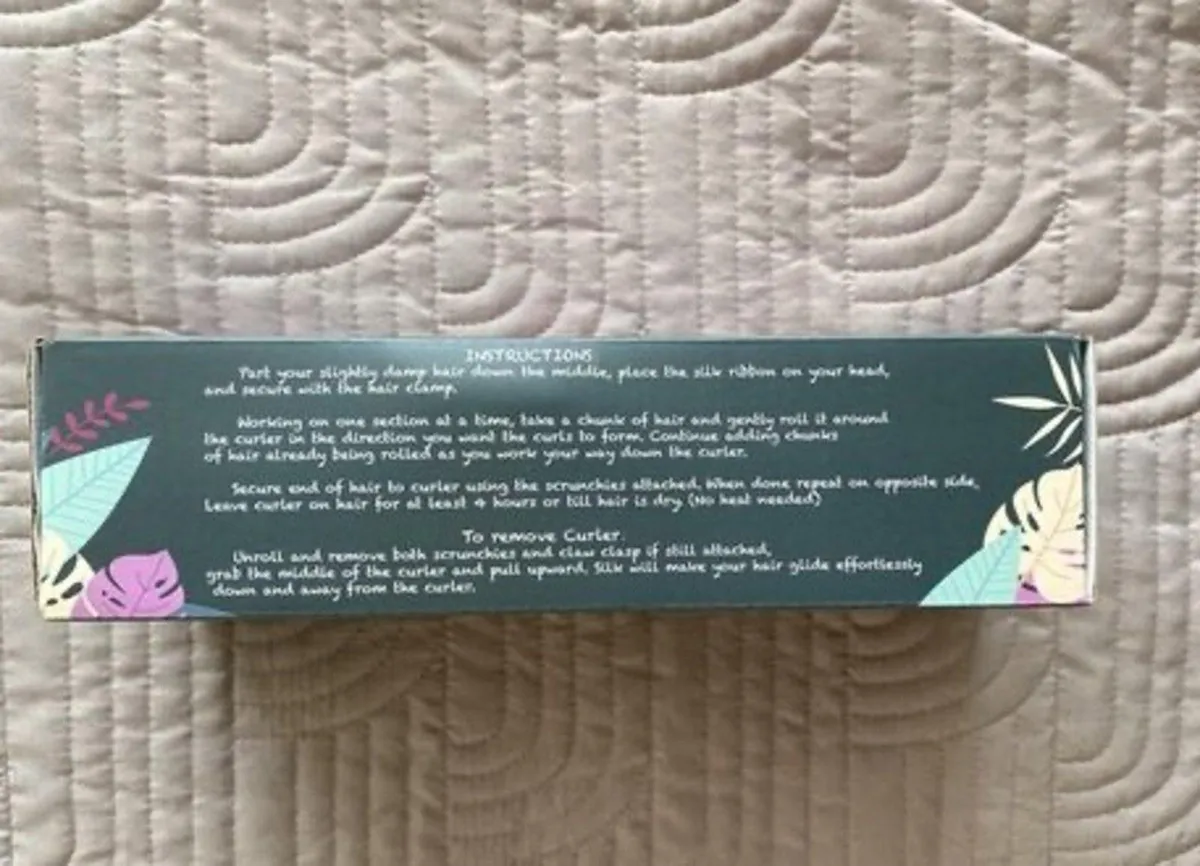 INSTRUCTIONS
Part your slightly damp hair down the middle, place the silk ribbon on your head,
and secure with the hair clamp.
Working on one section at a time, take a chunk of hair and gently roll it around
the curler in the direction you want the curls to form. Continue adding chunks
of hair already being rolled as you work your way down the curler.
Secure end of hair to curler using the scrunchies attached. When done repeat on opposite side,
Leave curler on hair for at least 4 hours or till hair is dry. (No heat needed)
To remove Curler.
Unroll and remove both scrunchies and claw clasp if still attached,
grab the middle of the curler and pull upward. Silk will make your hair glide effortlessly
down and away from the curler.